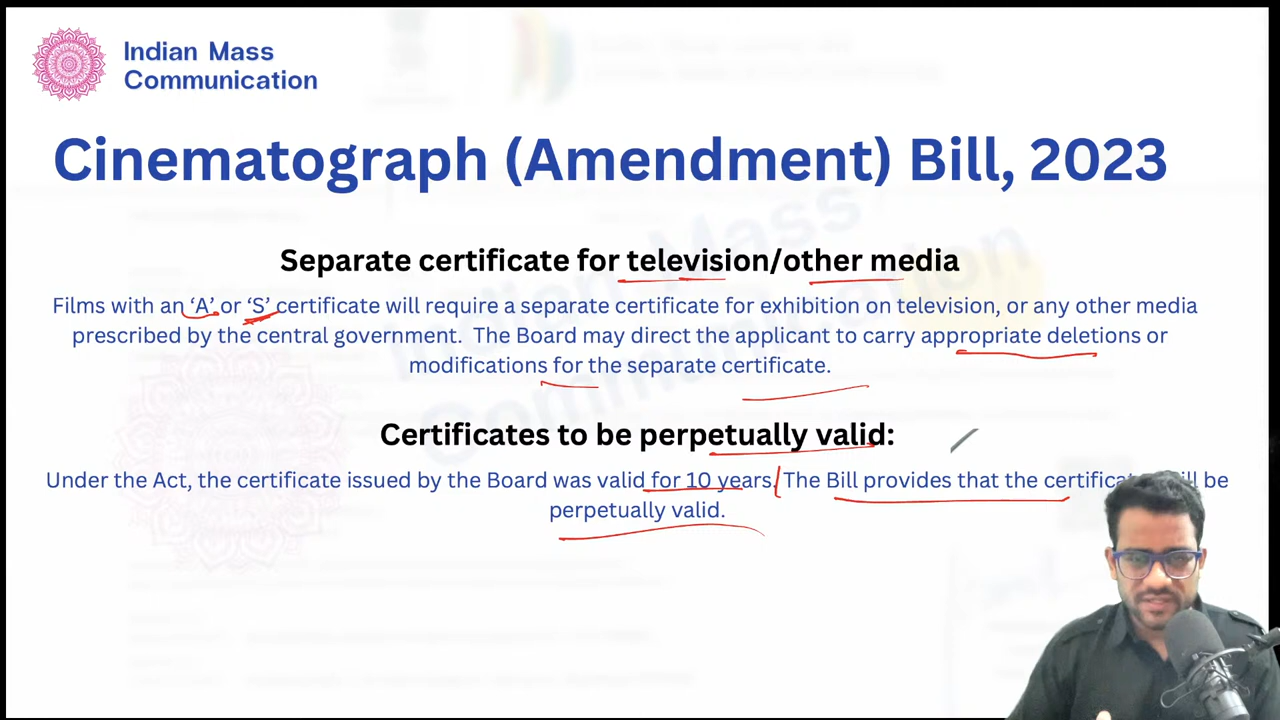 Indian Mass
Communication
Cinematograph (Amendment) Bill, 2023
Separate certificate for television/other media
Films with an ‘A’ or ‘S’ certificate will require a separate certificate for exhibition on television, or any other media
prescribed by the central government.  The Board may direct the applicant to carry appropriate deletions or
modifications for the separate certificate.
Certificates to be perpetually valid:
Under the Act, the certificate issued by the Board was valid for 10 years. The Bill provides that the be
perpetually valid.
Indian Mass
Communication